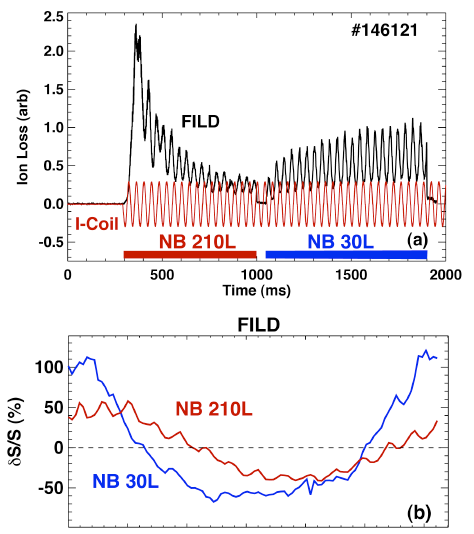 #146121
2.5
2.0
1.5
1.0
0.5
0.0
-0.5
Ion Loss (arb)
FILD
I-Coil
NB 210L
NB 30L
(a)
0 500 1000 1500 2000
Time (ms)
FILD
100
50
0
-50
δS/S (%)
NB 210L
NB 30L
(b)